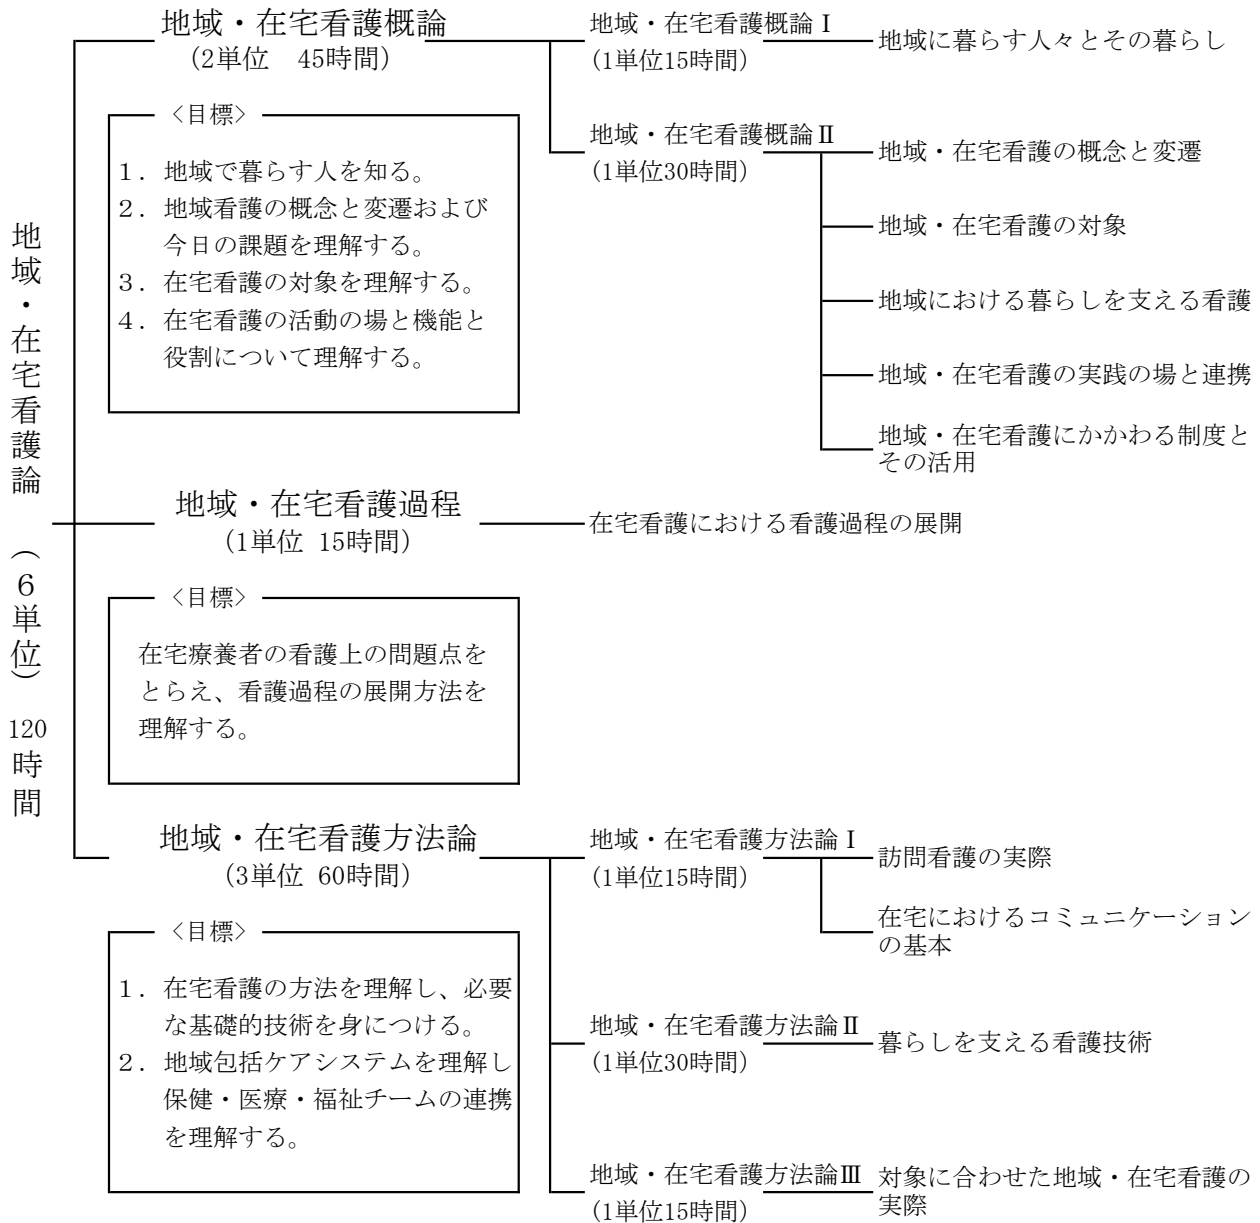 地域・在宅看護論 (6単位) 120時間
地域・在宅看護概論
(2単位 45時間)
〈目標〉
1．地域で暮らす人を知る。
2．地域看護の概念と変遷および
今日の課題を理解する。
3．在宅看護の対象を理解する。
4．在宅看護の活動の場と機能と
役割について理解する。
地域・在宅看護概論Ⅰ
(1単位15時間)
地域に暮らす人々とその暮らし
地域・在宅看護概論Ⅱ
(1単位30時間)
地域・在宅看護の概念と変遷
地域・在宅看護の対象
地域における暮らしを支える看護
地域・在宅看護の実践の場と連携
地域・在宅看護にかかわる制度と
その活用
地域・在宅看護過程
(1単位 15時間)
在宅看護における看護過程の展開
〈目標〉
在宅療養者の看護上の問題点を
とらえ、看護過程の展開方法を
理解する。
地域・在宅看護方法論
(3単位 60時間)
〈目標〉
1．在宅看護の方法を理解し、必要
な基礎的技術を身につける。
2．地域包括ケアシステムを理解し
保健・医療・福祉チームの連携
を理解する。
地域・在宅看護方法論Ⅰ
(1単位15時間)
訪問看護の実際
在宅におけるコミュニケーション
の基本
地域・在宅看護方法論Ⅱ
(1単位30時間)
暮らしを支える看護技術
地域・在宅看護方法論Ⅲ
(1単位15時間)
対象に合わせた地域・在宅看護の
実際